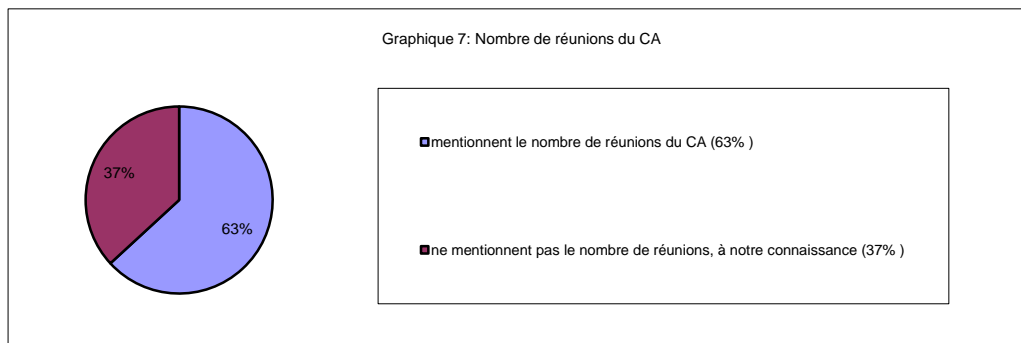 Graphique 7: Nombre de réunions du CA
37%
63%
mentionnent le nombre de réunions du CA (63% )
ne mentionnent pas le nombre de réunions, à notre connaissance (37% )